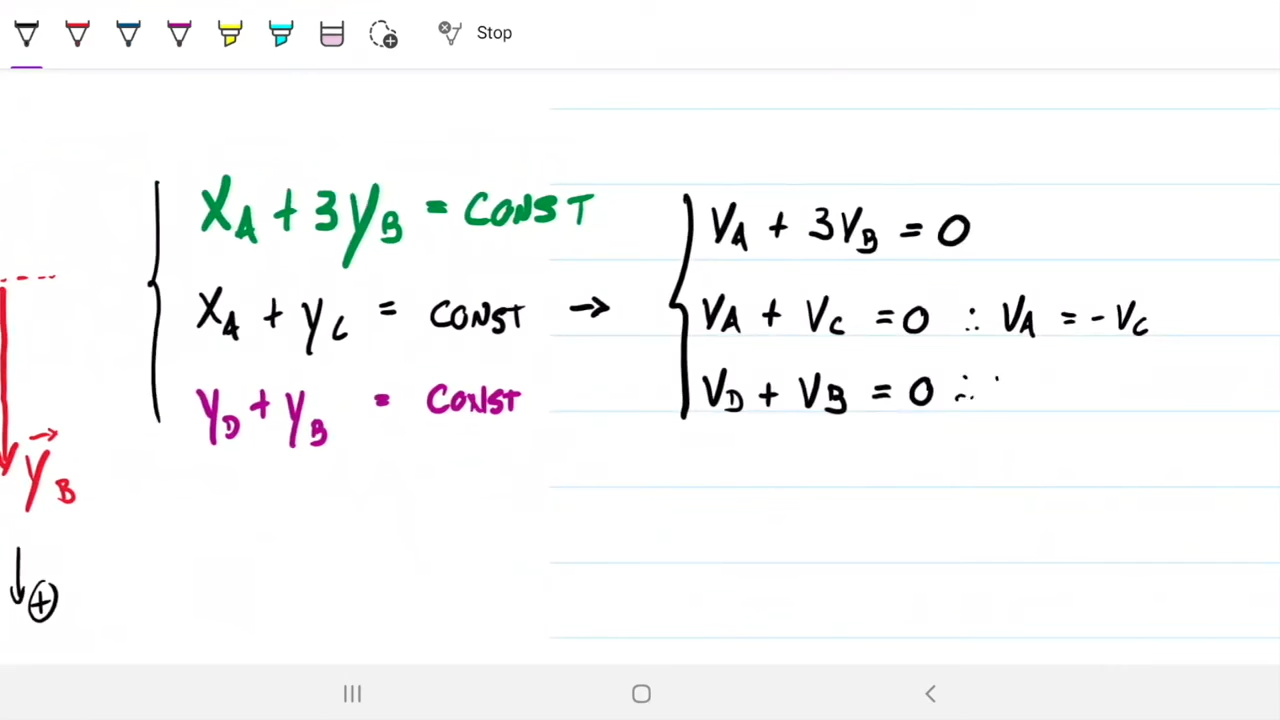 Stop
X_A + 3y_B = CONST
X_A + y_C = CONST →
y_D + y_B = CONST
V_A + 3V_B = 0
V_A + V_C = 0 ∴ V_A = -V_C
V_D + V_B = 0 ∴
y_B
+